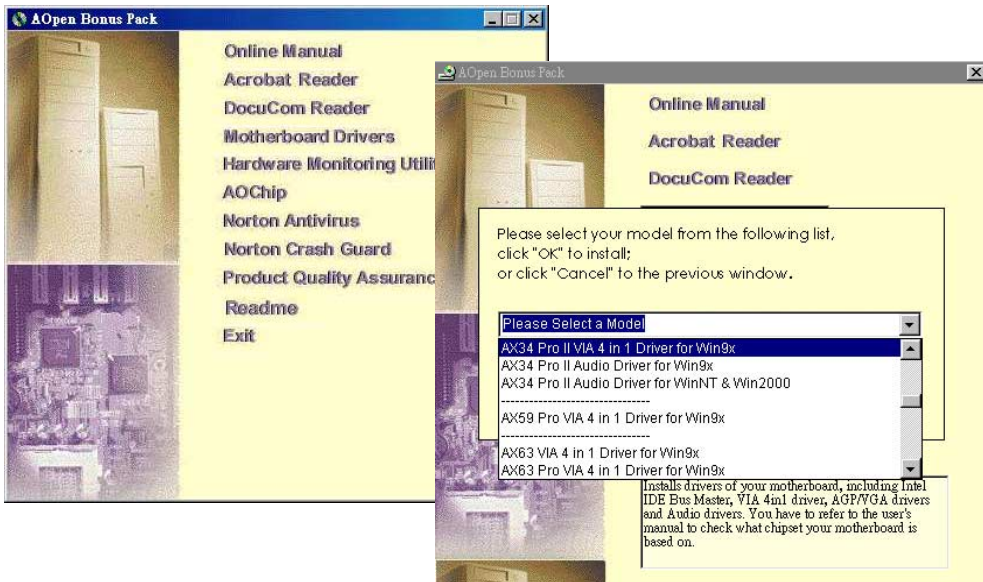 AOpen Bonus Pack
Online Manual
Acrobat Reader
DocuCom Reader
Motherboard Drivers
Hardware Monitoring Utili
AOChip
Norton Antivirus
Norton Crash Guard
Product Quality Assuranc
Readme
Exit
AOpen Bonus Pack
Online Manual
Acrobat Reader
DocuCom Reader
Please select your model from the following list,
click "OK" to install;
or click "Cancel" to the previous window.
Please Select a Model
AX34 Pro II VIA 4 in 1 Driver for Win9x
AX34 Pro II Audio Driver for Win9x
AX34 Pro II Audio Driver for WinNT & Win2000
-------------------------------
AX59 Pro VIA 4 in 1 Driver for Win9x
-------------------------------
AX63 VIA 4 in 1 Driver for Win9x
AX63 Pro VIA 4 in 1 Driver for Win9x
Installs drivers of your motherboard, including Intel
IDE Bus Master, VIA 4in1 driver, AGP/VGA drivers
and Audio drivers. You have to refer to the user's
manual to check what chipset your motherboard is
based on.